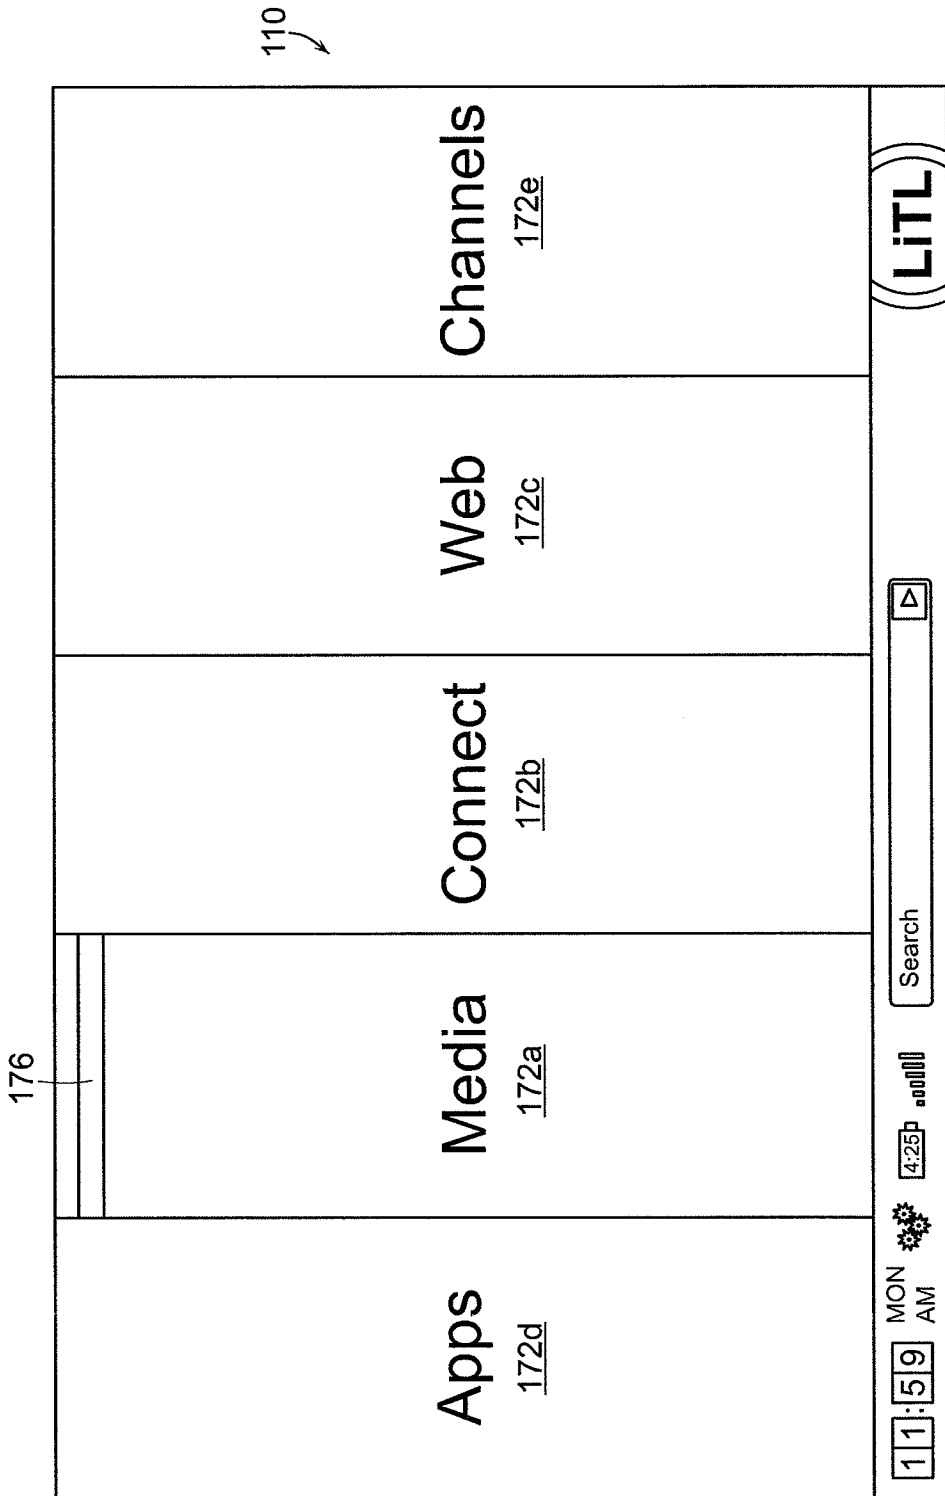 110
176
Apps
172d
Media
172a
Connect
172b
Web
172c
Channels
172e
11:59
MON
AM
4:25
Search
LiTL